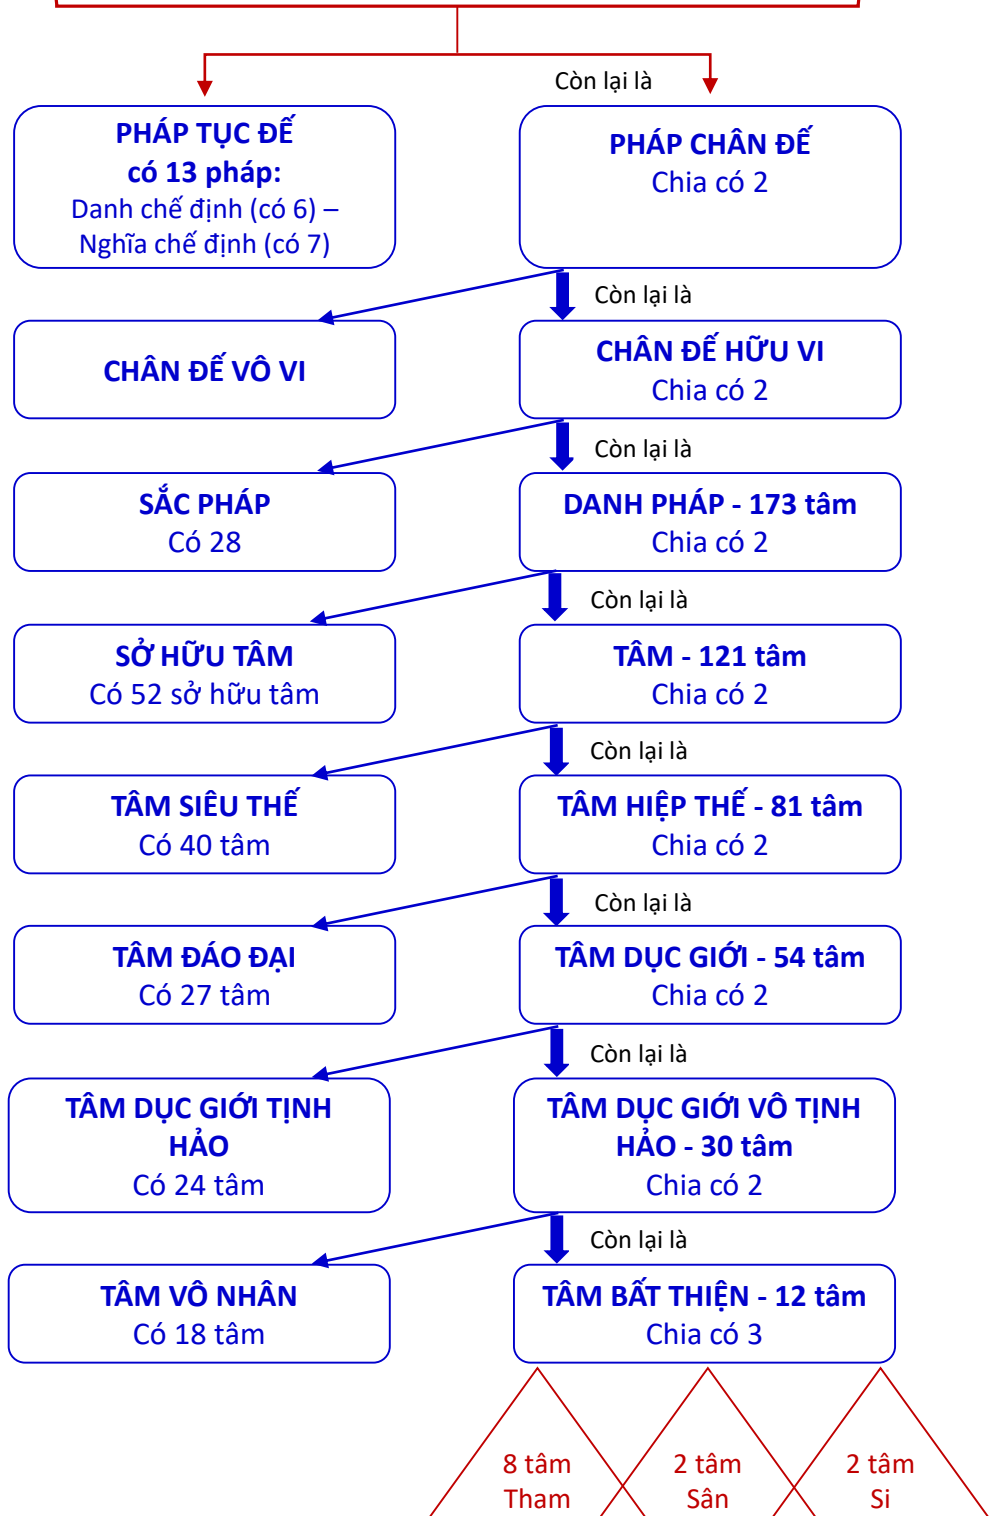 Còn lại là
PHÁP TỤC ĐẾ
có 13 pháp:
Danh chế định (có 6) –
Nghĩa chế định (có 7)
PHÁP CHÂN ĐẾ
Chia có 2
Còn lại là
CHÂN ĐẾ VÔ VI
CHÂN ĐẾ HỮU VI
Chia có 2
Còn lại là
SẮC PHÁP
Có 28
DANH PHÁP - 173 tâm
Chia có 2
Còn lại là
SỞ HỮU TÂM
Có 52 sở hữu tâm
TÂM - 121 tâm
Chia có 2
Còn lại là
TÂM SIÊU THẾ
Có 40 tâm
TÂM HIỆP THẾ - 81 tâm
Chia có 2
Còn lại là
TÂM ĐÁO ĐẠI
Có 27 tâm
TÂM DỤC GIỚI - 54 tâm
Chia có 2
Còn lại là
TÂM DỤC GIỚI TỊNH
HẢO
Có 24 tâm
TÂM DỤC GIỚI VÔ TỊNH
HẢO - 30 tâm
Chia có 2
Còn lại là
TÂM VÔ NHÂN
Có 18 tâm
TÂM BẤT THIỆN - 12 tâm
Chia có 3
8 tâm
Tham
2 tâm
Sân
2 tâm
Si